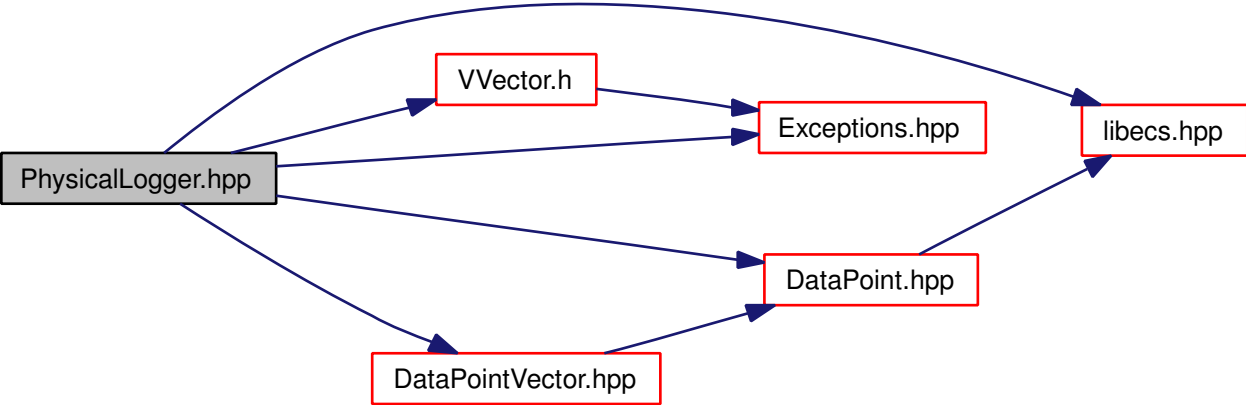 VVector.h
Exceptions.hpp
libecs.hpp
PhysicalLogger.hpp
DataPoint.hpp
DataPointVector.hpp